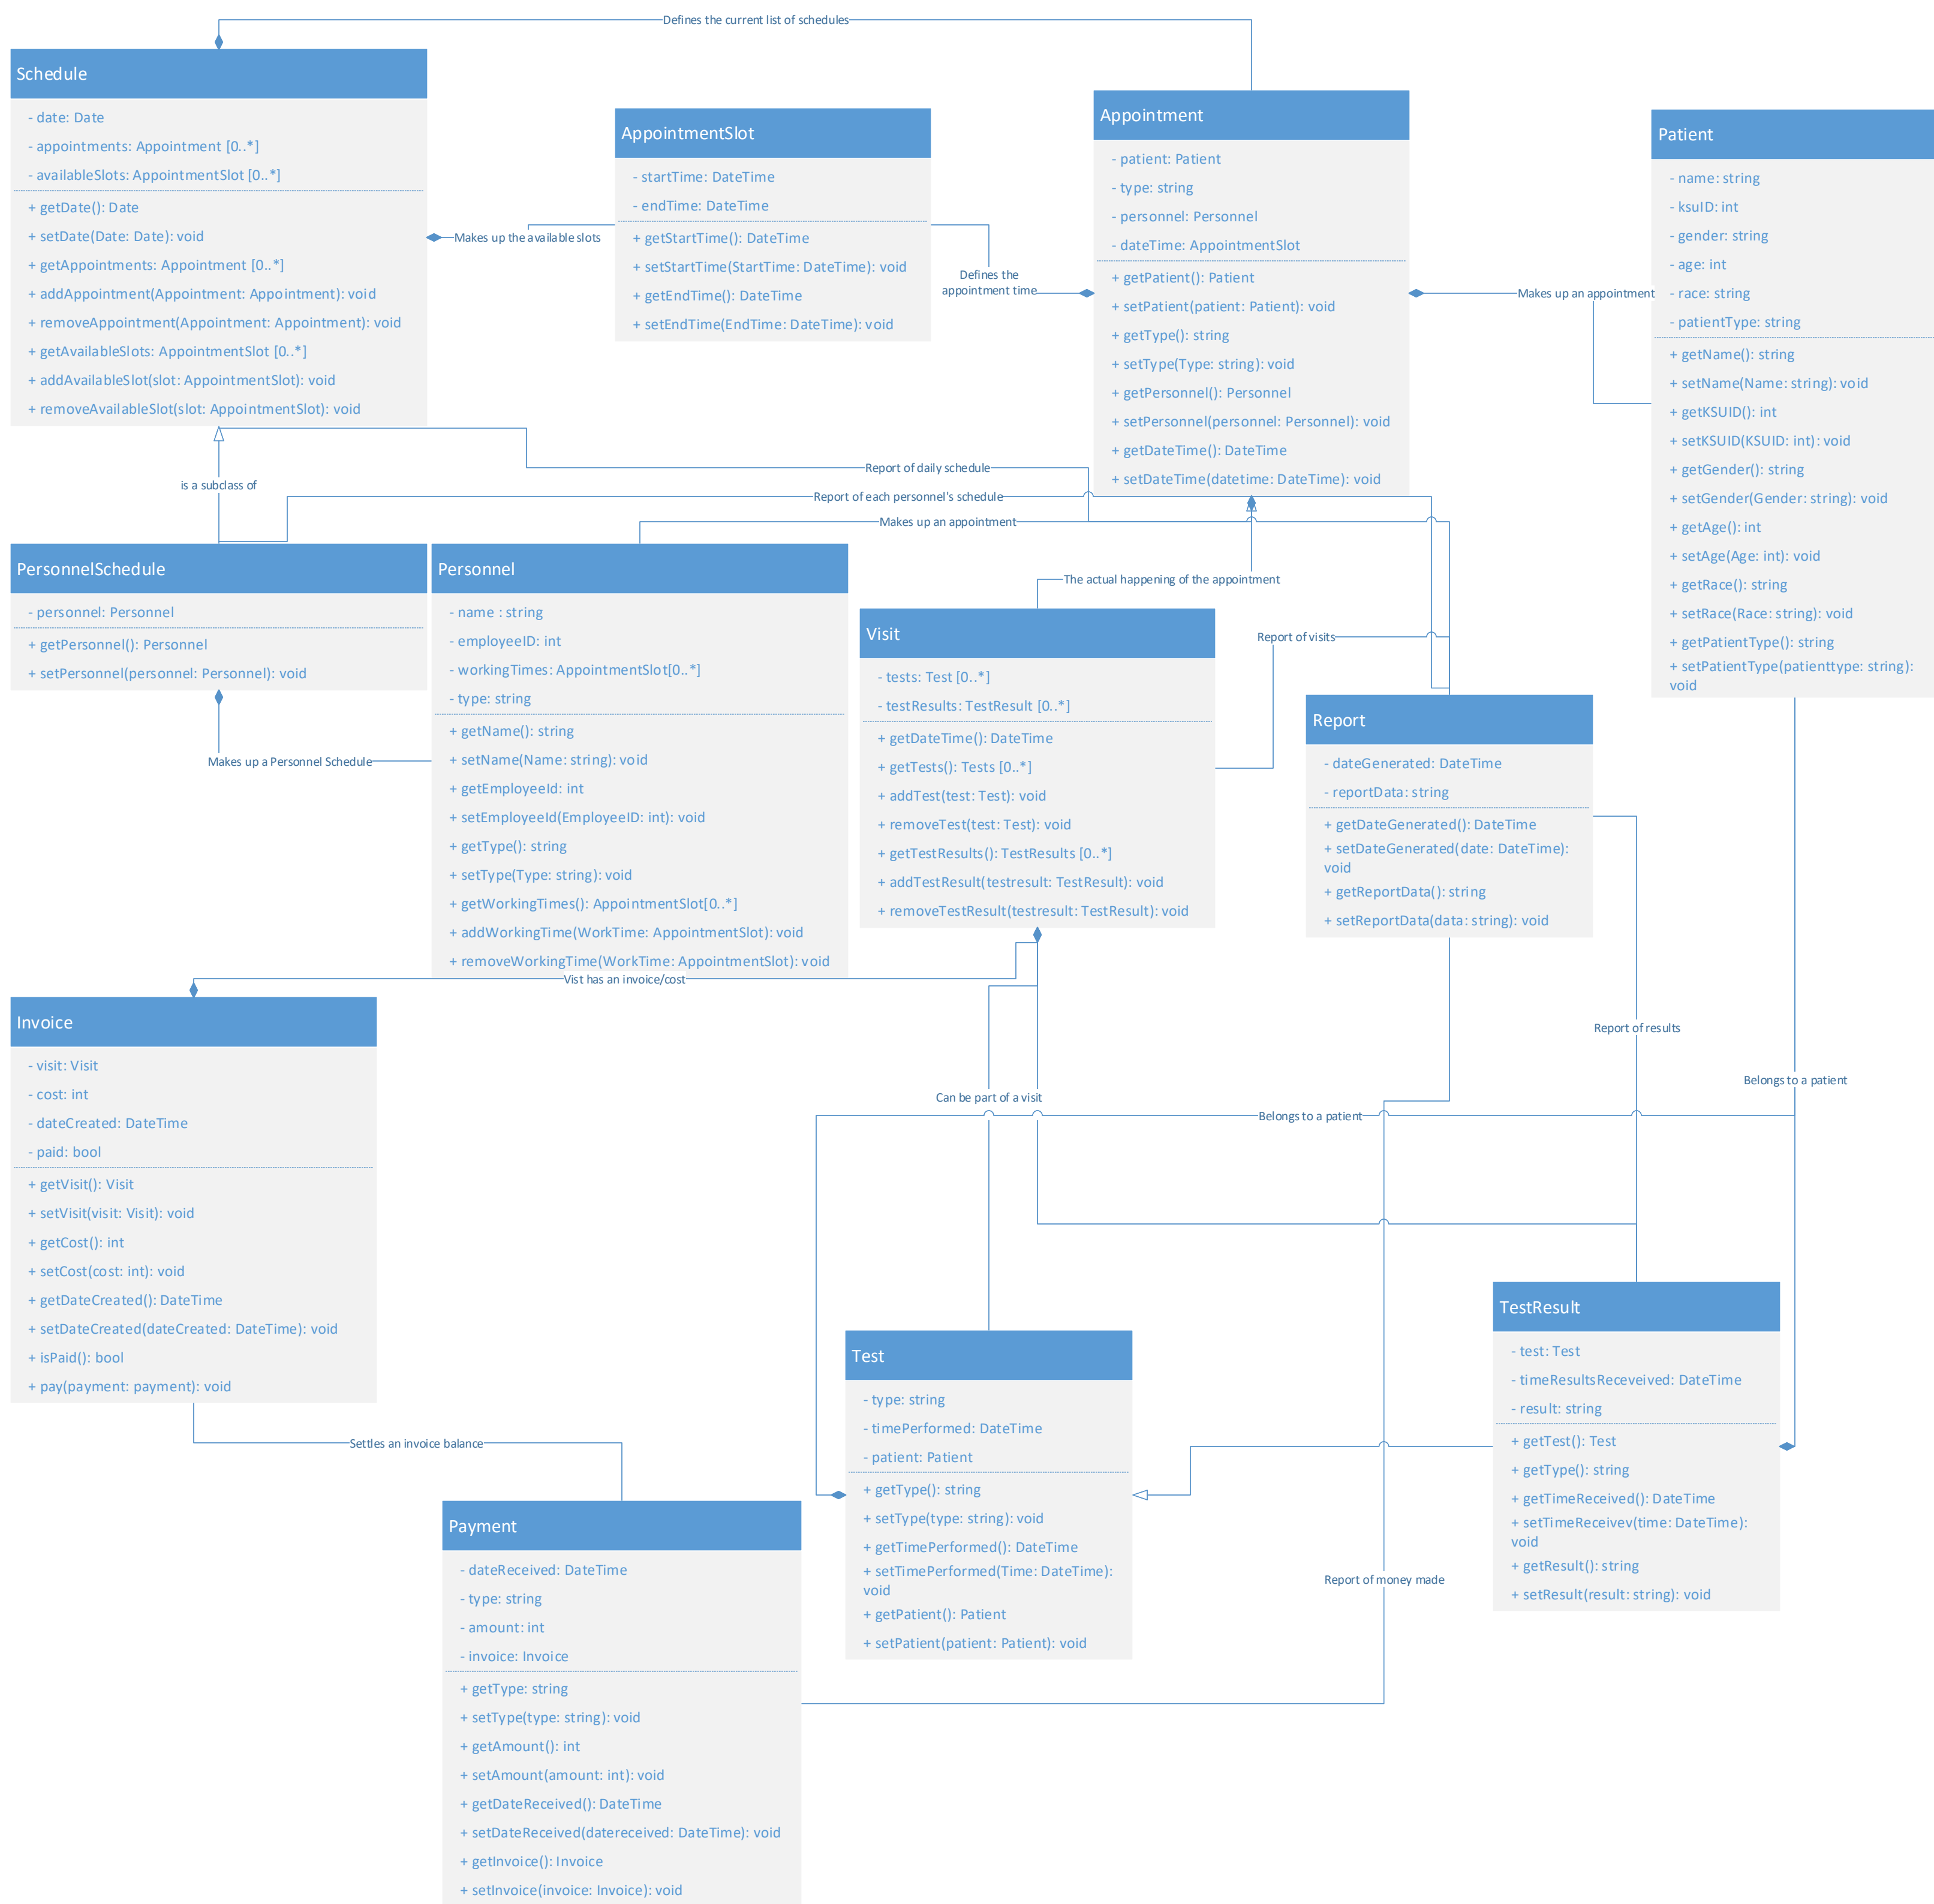 Defines the current list of schedules
Schedule
- date: Date
- appointments: Appointment [0..*]
- availableSlots: AppointmentSlot [0..*]
+ getDate(): Date
+ setDate(Date: Date): void
+ getAppointments: Appointment [0..*]
+ addAppointment(Appointment: Appointment): void
+ removeAppointment(Appointment: Appointment): void
+ getAvailableSlots: AppointmentSlot [0..*]
+ addAvailableSlot(slot: AppointmentSlot): void
+ removeAvailableSlot(slot: AppointmentSlot): void
Makes up the available slots
AppointmentSlot
- startTime: DateTime
- endTime: DateTime
+ getStartTime(): DateTime
+ setStartTime(StartTime: DateTime): void
+ getEndTime(): DateTime
+ setEndTime(EndTime: DateTime): void
Defines the
appointment time
Appointment
- patient: Patient
- type: string
- personnel: Personnel
- dateTime: AppointmentSlot
+ getPatient(): Patient
+ setPatient(patient: Patient): void
+ getType(): string
+ setType(Type: string): void
+ getPersonnel(): Personnel
+ setPersonnel(personnel: Personnel): void
+ getDateTime(): DateTime
+ setDateTime(datetime: DateTime): void
Makes up an appointment
Patient
- name: string
- ksuID: int
- gender: string
- age: int
- race: string
- patientType: string
+ getName(): string
+ setName(Name: string): void
+ getKSUID(): int
+ setKSUID(KSUID: int): void
+ getGender(): string
+ setGender(Gender: string): void
+ getAge(): int
+ setAge(Age: int): void
+ getRace(): string
+ setRace(Race: string): void
+ getPatientType(): string
+ setPatientType(patienttype: string):
void
is a subclass of
Report of daily schedule
Report of each personnel's schedule
Makes up an appointment
The actual happening of the appointment
PersonnelSchedule
- personnel: Personnel
+ getPersonnel(): Personnel
+ setPersonnel(personnel: Personnel): void
Makes up a Personnel Schedule
Personnel
- name : string
- employeeID: int
- workingTimes: AppointmentSlot[0..*]
- type: string
+ getName(): string
+ setName(Name: string): void
+ getEmployeeId: int
+ setEmployeeId(EmployeeID: int): void
+ getType(): string
+ setType(Type: string): void
+ getWorkingTimes(): AppointmentSlot[0..*]
+ addWorkingTime(WorkTime: AppointmentSlot): void
+ removeWorkingTime(WorkTime: AppointmentSlot): void
Visit
- tests: Test [0..*]
- testResults: TestResult [0..*]
+ getDateTime(): DateTime
+ getTests(): Tests [0..*]
+ addTest(test: Test): void
+ removeTest(test: Test): void
+ getTestResults(): TestResults [0..*]
+ addTestResult(testresult: TestResult): void
+ removeTestResult(testresult: TestResult): void
Report of visits
Report
- dateGenerated: DateTime
- reportData: string
+ getDateGenerated(): DateTime
+ setDateGenerated(date: DateTime):
void
+ getReportData(): string
+ setReportData(data: string): void
Vist has an invoice/cost
Report of results
Belongs to a patient
Can be part of a visit
Belongs to a patient
Invoice
- visit: Visit
- cost: int
- dateCreated: DateTime
- paid: bool
+ getVisit(): Visit
+ setVisit(visit: Visit): void
+ getCost(): int
+ setCost(cost: int): void
+ getDateCreated(): DateTime
+ setDateCreated(dateCreated: DateTime): void
+ isPaid(): bool
+ pay(payment: payment): void
Settles an invoice balance
Test
- type: string
- timePerformed: DateTime
- patient: Patient
+ getType(): string
+ setType(type: string): void
+ getTimePerformed(): DateTime
+ setTimePerformed(Time: DateTime):
void
+ getPatient(): Patient
+ setPatient(patient: Patient): void
TestResult
- test: Test
- timeResultsReceveived: DateTime
- result: string
+ getTest(): Test
+ getType(): string
+ getTimeReceived(): DateTime
+ setTimeReceivev(time: DateTime):
void
+ getResult(): string
+ setResult(result: string): void
Report of money made
Payment
- dateReceived: DateTime
- type: string
- amount: int
- invoice: Invoice
+ getType: string
+ setType(type: string): void
+ getAmount(): int
+ setAmount(amount: int): void
+ getDateReceived(): DateTime
+ setDateReceived(datereceived: DateTime): void
+ getInvoice(): Invoice
+ setInvoice(invoice: Invoice): void